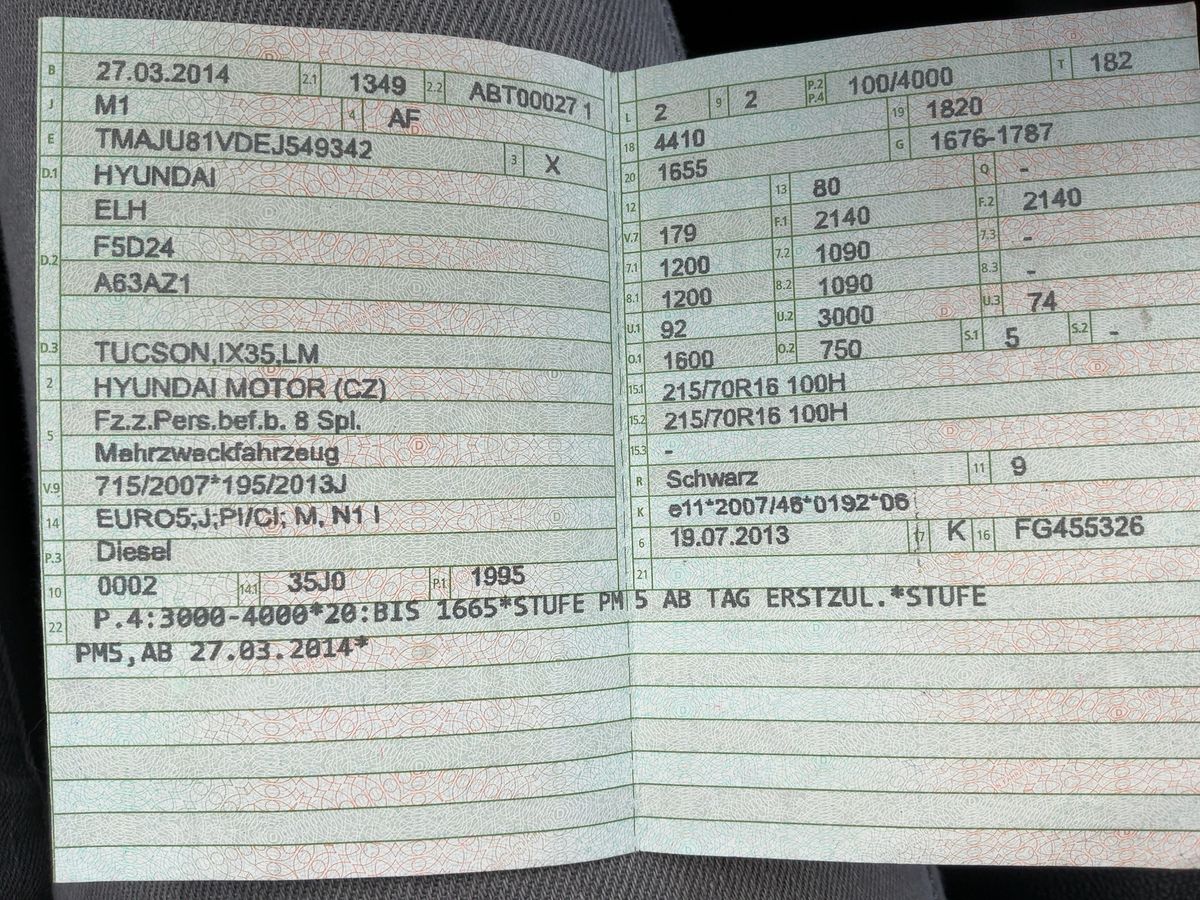 B 27.03.2014 2.1 1349 2.2 ABT00027 1
J M1 4 AF
E TMAJU81VDEJ549342 3 X
D.1 HYUNDAI
ELH
D.2 F5D24
A63AZ1
D.3 TUCSON,IX35,LM
2 HYUNDAI MOTOR (CZ)
5 Fz.z.Pers.bef.b. 8 Spl.
Mehrzweckfahrzeug
V.9 715/2007*195/2013J
14 EURO5;J;PI/CI; M, N1 I
P.3 Diesel
10 0002 14.1 35J0 P.1 1995
22 P.4:3000-4000*20:BIS 1665*STUFE PM 5 AB TAG ERSTZUL.*STUFE
PM5,AB 27.03.2014*
L 2 9 2 P.2 P.4 100/4000 T 182
18 4410 19 1820
20 1655 G 1676-1787
12 13 80 Q -
V.7 179 F.1 2140 F.2 2140
7.1 1200 7.2 1090 7.3 -
8.1 1200 8.2 1090 8.3 -
U.1 92 U.2 3000 U.3 74
O.1 1600 O.2 750 S.1 5 S.2 -
15.1 215/70R16 100H
15.2 215/70R16 100H
15.3 -
R Schwarz 11 9
K e11*2007/46*0192*06
6 19.07.2013 17 K 16 FG455326
21